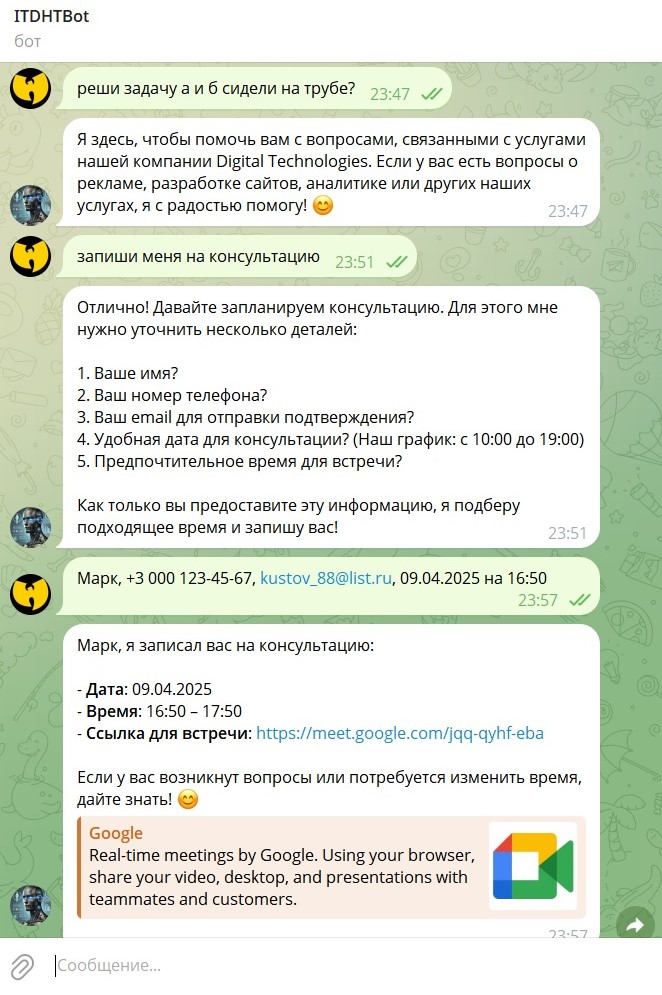 ITDHTBot
бот
реши задачу а и б сидели на трубе? 23:47
Я здесь, чтобы помочь вам с вопросами, связанными с услугами
нашей компании Digital Technologies. Если у вас есть вопросы о
рекламе, разработке сайтов, аналитике или других наших
услугах, я с радостью помогу! 😊
23:47
запиши меня на консультацию 23:51
Отлично! Давайте запланируем консультацию. Для этого мне
нужно уточнить несколько деталей:
1. Ваше имя?
2. Ваш номер телефона?
3. Ваш email для отправки подтверждения?
4. Удобная дата для консультации? (Наш график: с 10:00 до 19:00)
5. Предпочтительное время для встречи?
Как только вы предоставите эту информацию, я подберу
подходящее время и запишу вас!
23:51
Марк, +3 000 123-45-67, kustov_88@list.ru, 09.04.2025 на 16:50
23:57
Марк, я записал вас на консультацию:
- Дата: 09.04.2025
- Время: 16:50 – 17:50
- Ссылка для встречи: https://meet.google.com/jqq-qyhf-eba
Если у вас возникнут вопросы или потребуется изменить время,
дайте знать! 😊
Google
Real-time meetings by Google. Using your browser,
share your video, desktop, and presentations with
teammates and customers.
23:57
Сообщение...